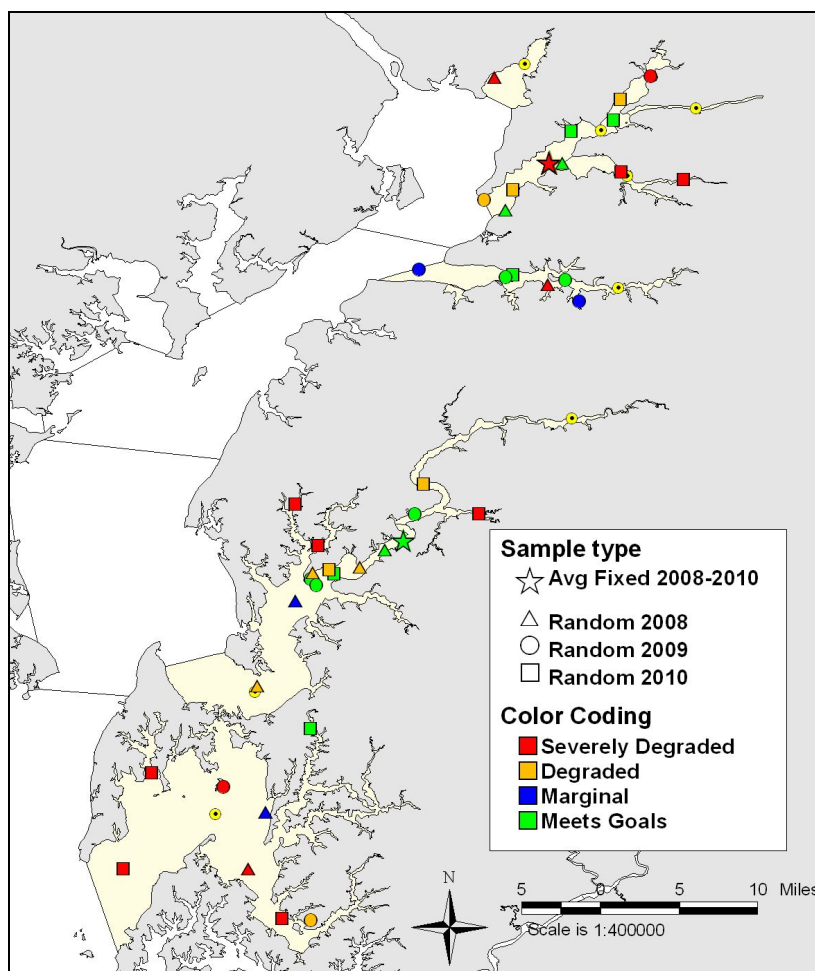 Sample type
Avg Fixed 2008-2010
Random 2008
Random 2009
Random 2010
Color Coding
Severely Degraded
Degraded
Marginal
Meets Goals
N
5 0 5 10 Miles
Scale is 1:400000